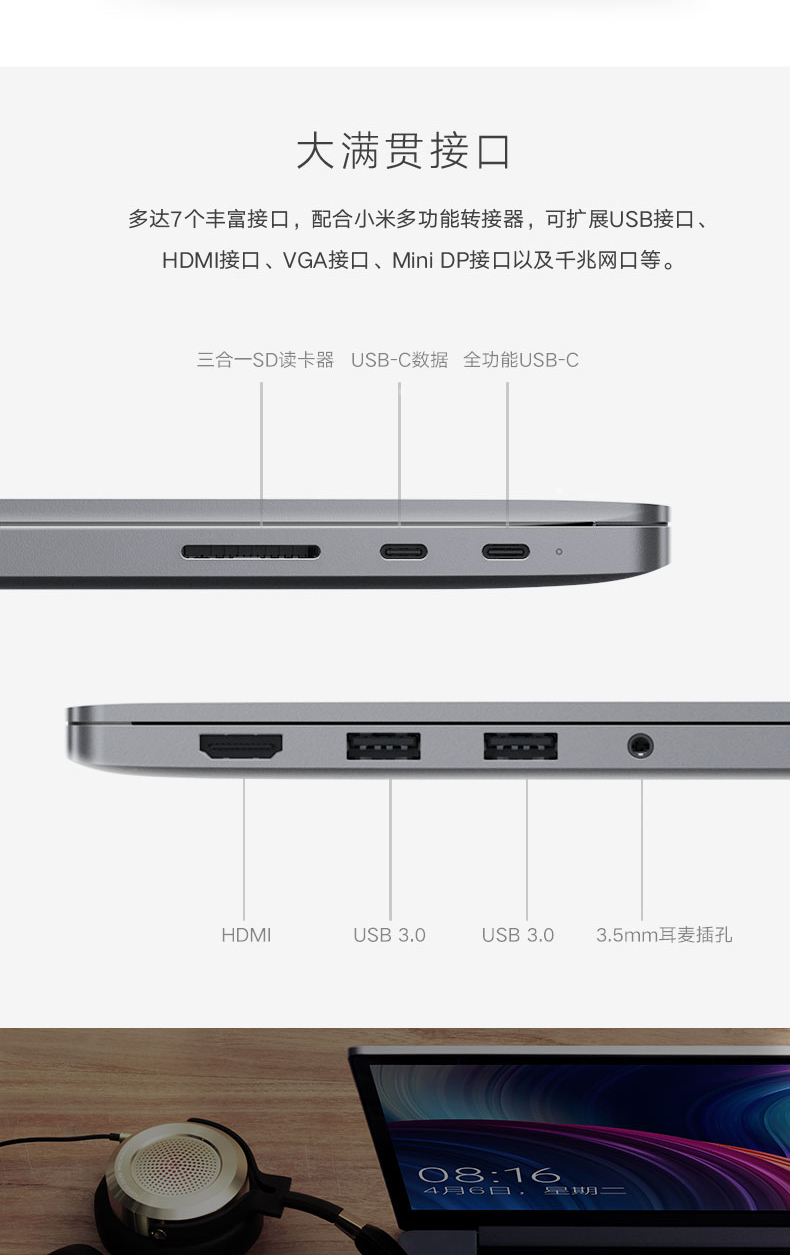 大满贯接口
多达7个丰富接口，配合小米多功能转接器，可扩展USB接口、
HDMI接口、VGA接口、Mini DP接口以及千兆网口等。
三合一SD读卡器 USB-C数据 全功能USB-C
HDMI USB 3.0 USB 3.0 3.5mm耳麦插孔
08:16
4月6日，星期二